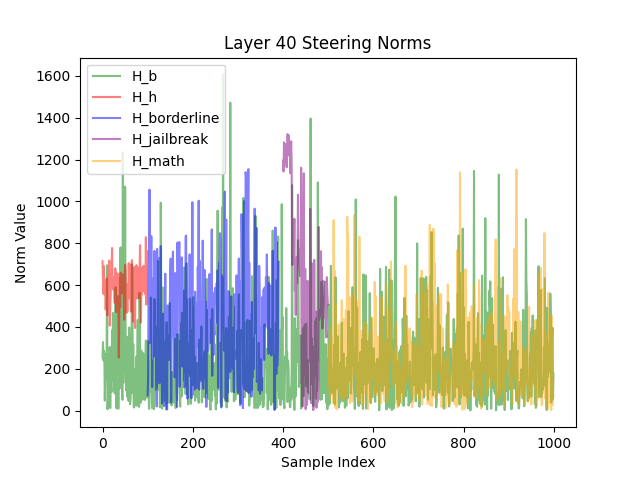 Layer 40 Steering Norms
H_b
H_h
H_borderline
H_jailbreak
H_math
Norm Value
1600
1400
1200
1000
800
600
400
200
0
0 200 400 600 800 1000
Sample Index